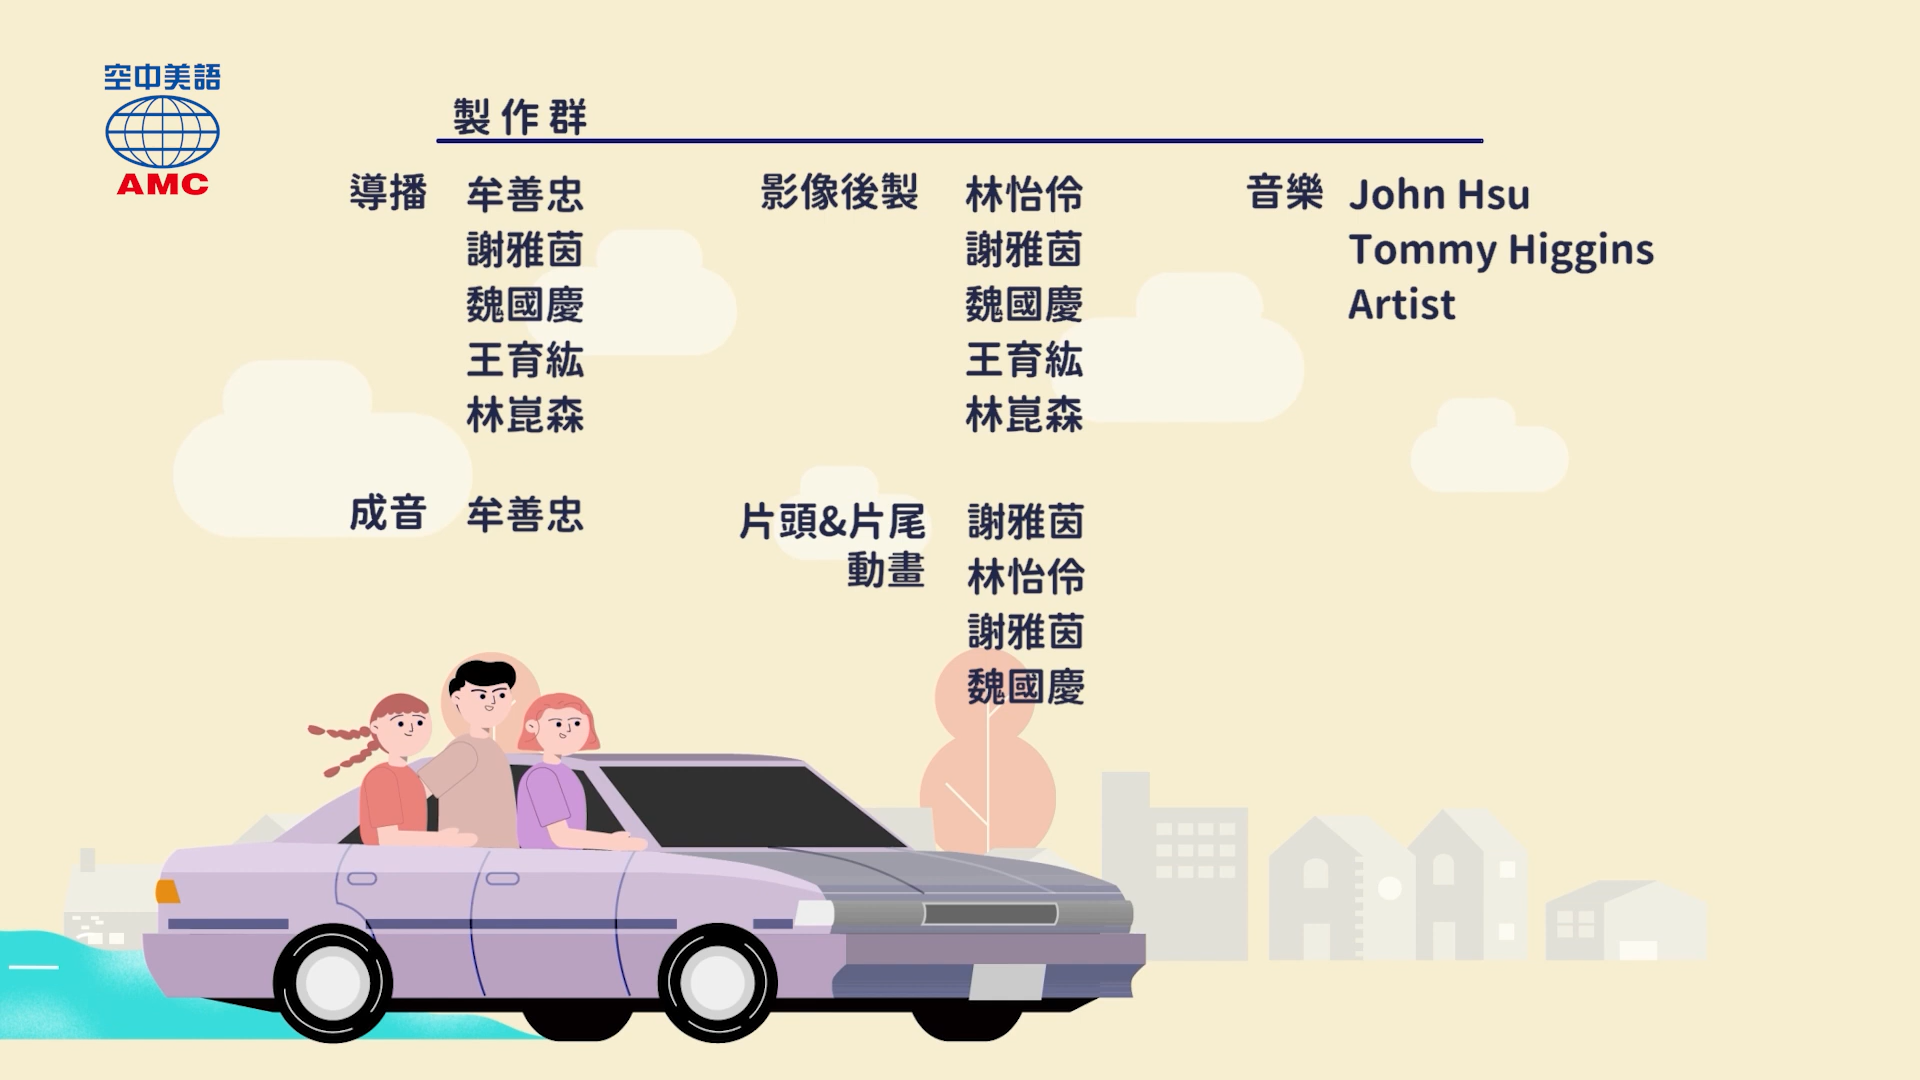 空中美語
AMC
製作群
導播 牟善忠
謝雅茵
魏國慶
王育紘
林崑森
成音 牟善忠
影像後製 林怡伶
謝雅茵
魏國慶
王育紘
林崑森
片頭&片尾
動畫
謝雅茵
林怡伶
謝雅茵
魏國慶
音樂 John Hsu
Tommy Higgins
Artist